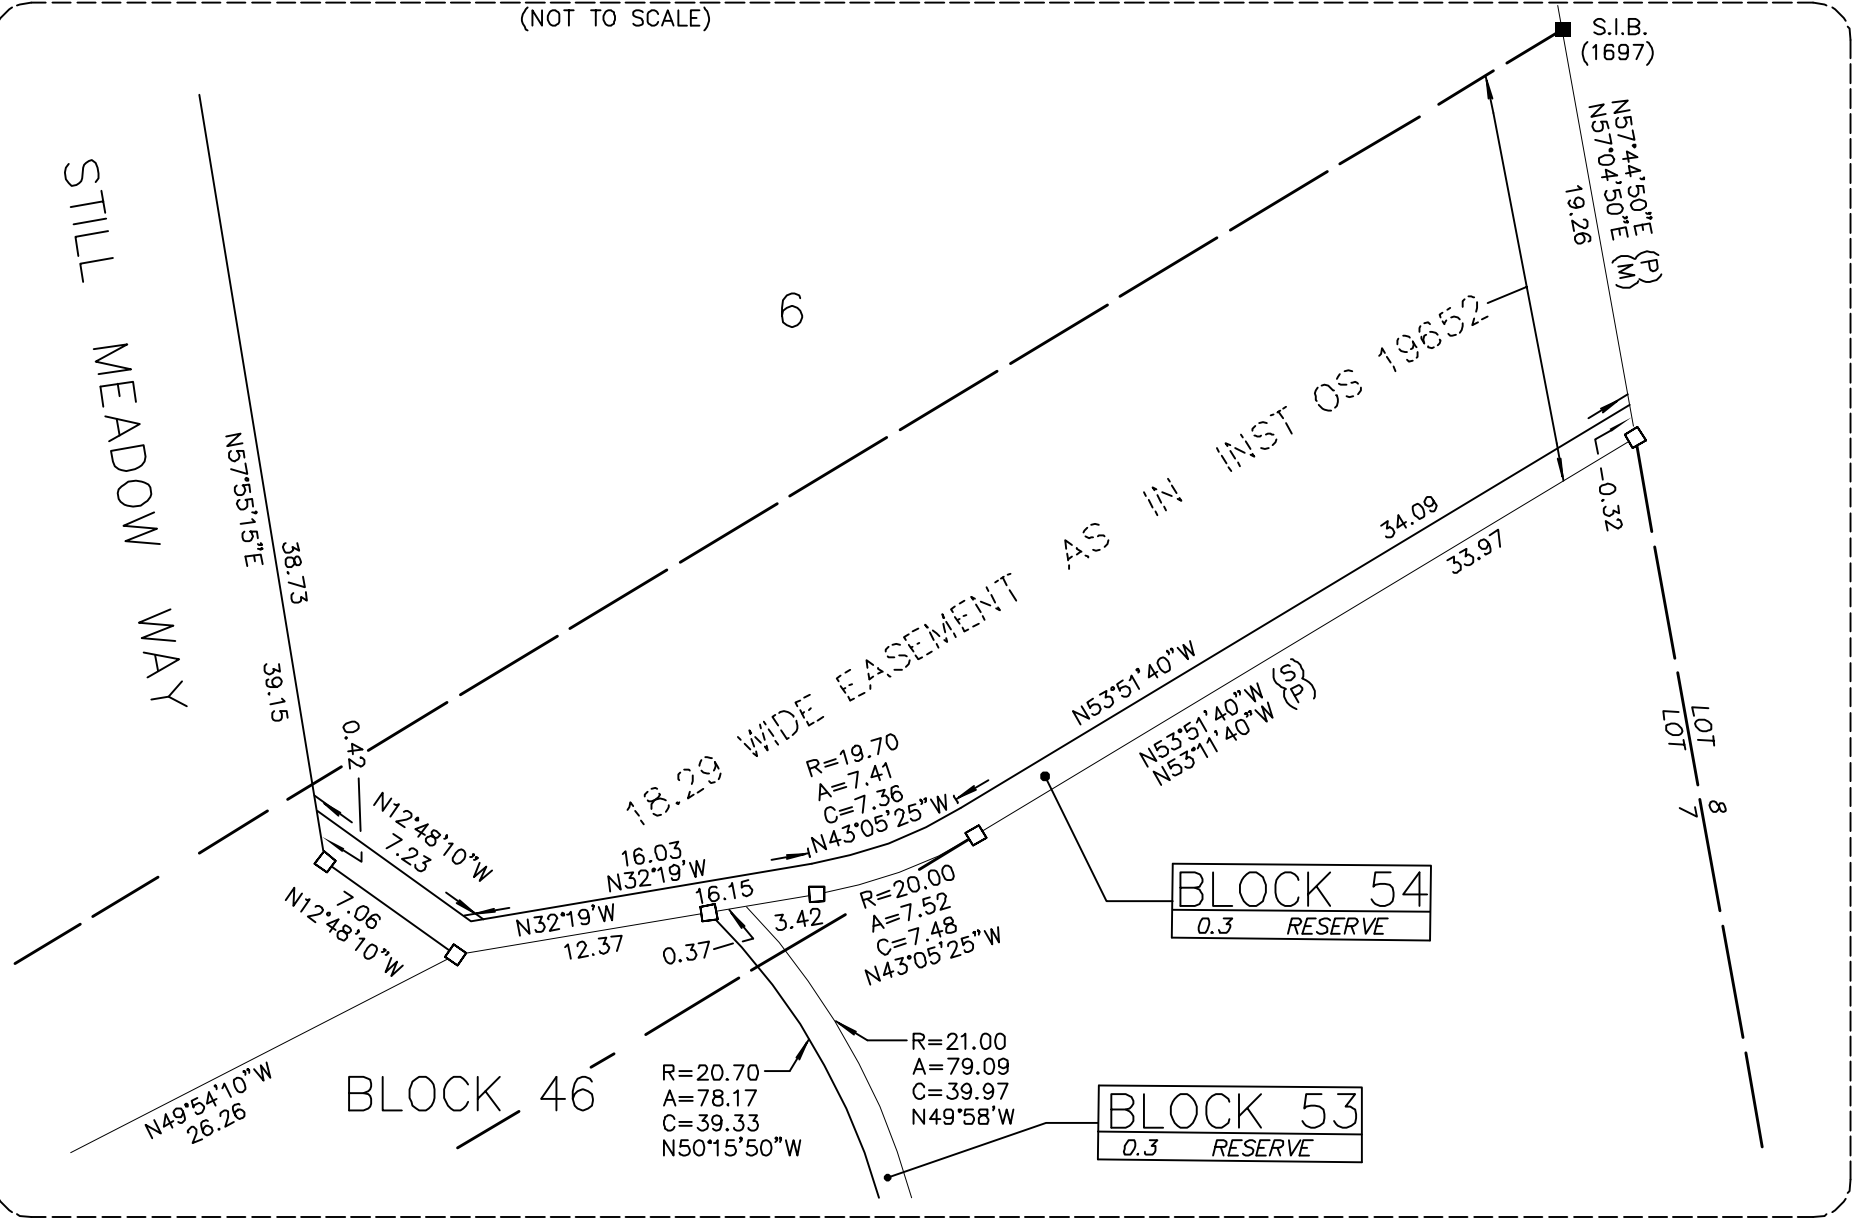 (NOT TO SCALE)
S.I.B.
(1697)
N57°44'50"E (P)
N57°04'50"E (M)
19.26
STILL MEADOW WAY
6
18.29 WIDE EASEMENT AS IN INST OS 19652
N57°55'15"E
38.73
39.15
0.42
N12°48'10"W
7.23
7.06
N12°48'10"W
16.03
N32°19'W
16.15
N32°19'W
12.37
3.42
0.37
R=19.70
A=7.41
C=7.36
N43°05'25"W
R=20.00
A=7.52
C=7.48
N43°05'25"W
34.09
33.97
0.32
N53°51'40"W
N53°51'40"W (S)
N53°11'40"W (P)
LOT 8
LOT 7
BLOCK 54
0.3 RESERVE
N49°54'10"W
26.26
BLOCK 46
R=20.70
A=78.17
C=39.33
N50°15'50"W
R=21.00
A=79.09
C=39.97
N49°58'W
BLOCK 53
0.3 RESERVE